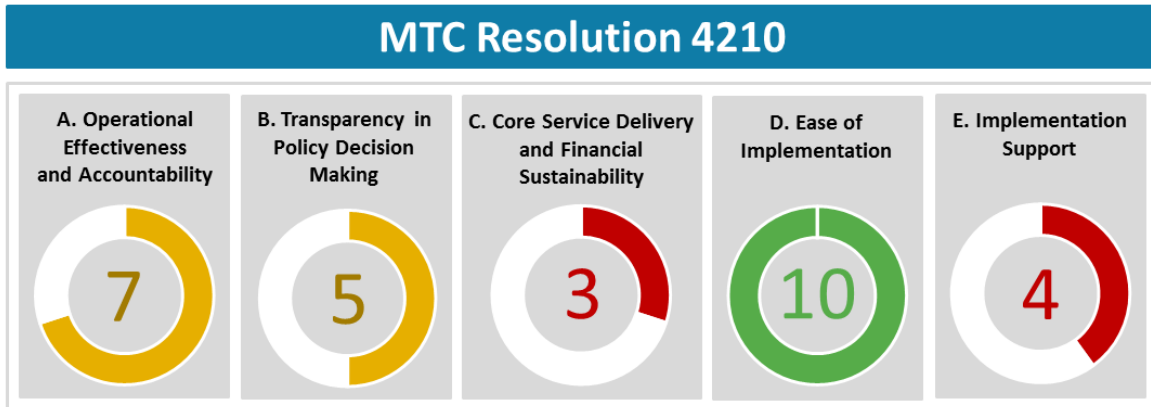 MTC Resolution 4210
A. Operational
Effectiveness
and Accountability
7
B. Transparency in
Policy Decision
Making
5
C. Core Service Delivery
and Financial
Sustainability
3
D. Ease of
Implementation
10
E. Implementation
Support
4